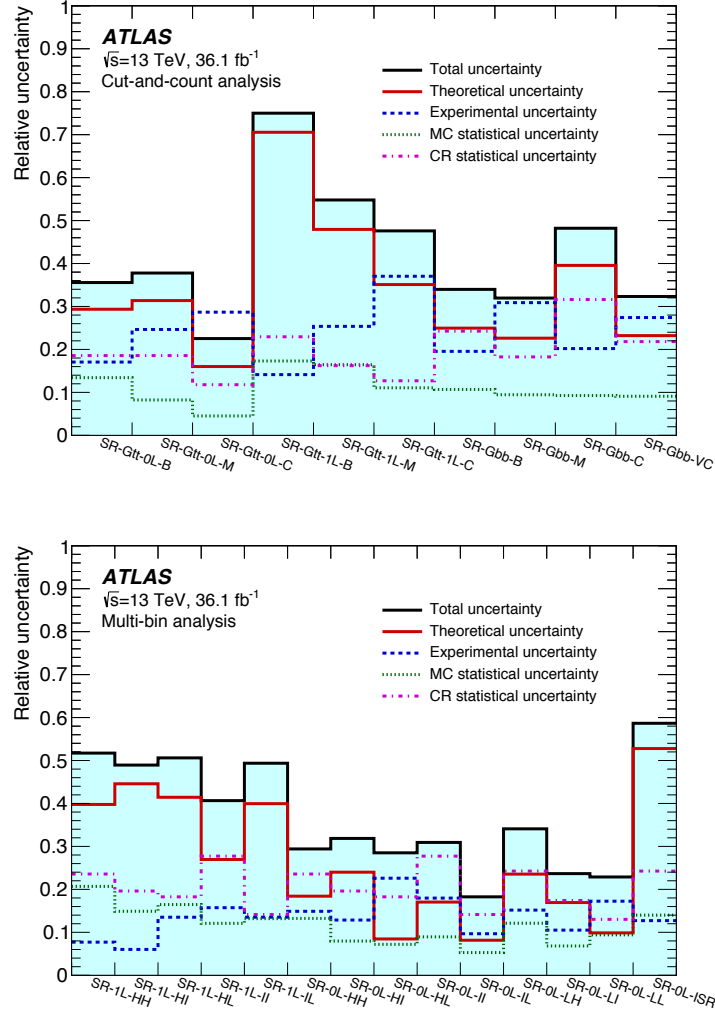 Relative uncertainty
1
0.9
0.8
0.7
0.6
0.5
0.4
0.3
0.2
0.1
0
ATLAS
√s=13 TeV, 36.1 fb⁻¹
Cut-and-count analysis
Total uncertainty
Theoretical uncertainty
Experimental uncertainty
MC statistical uncertainty
CR statistical uncertainty
SR-Gtt-0L-B
SR-Gtt-0L-M
SR-Gtt-0L-C
SR-Gtt-1L-B
SR-Gtt-1L-M
SR-Gtt-1L-C
SR-Gbb-B
SR-Gbb-M
SR-Gbb-C
SR-Gbb-VC
Relative uncertainty
1
0.9
0.8
0.7
0.6
0.5
0.4
0.3
0.2
0.1
0
ATLAS
√s=13 TeV, 36.1 fb⁻¹
Multi-bin analysis
Total uncertainty
Theoretical uncertainty
Experimental uncertainty
MC statistical uncertainty
CR statistical uncertainty
SR-1L-HH
SR-1L-HI
SR-1L-HL
SR-1L-II
SR-1L-IL
SR-0L-HH
SR-0L-HI
SR-0L-HL
SR-0L-II
SR-0L-IL
SR-0L-LH
SR-0L-LI
SR-0L-LL
SR-0L-ISR